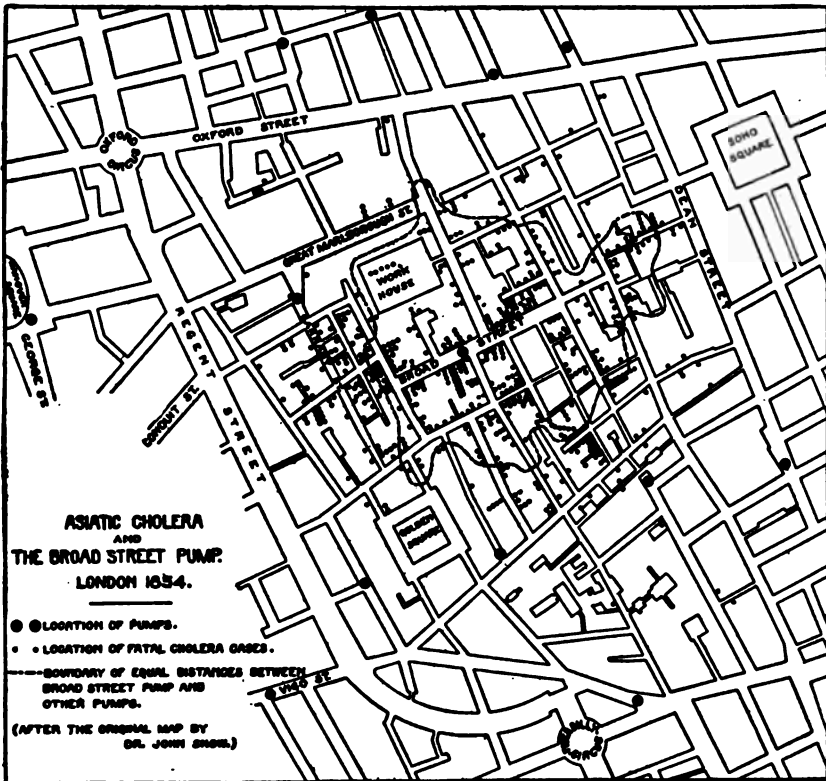 OXFORD CIRCUS
OXFORD STREET
SOHO
SQUARE
GREAT MARLBOROUGH ST.
WORK
HOUSE
DEAN STREET
BROAD STREET
REGENT STREET
GEORGE ST.
CONDUIT ST.
GOLDEN
SQUARE
ASIATIC CHOLERA
AND
THE BROAD STREET PUMP.
LONDON 1854.
LOCATION OF PUMPS.
LOCATION OF FATAL CHOLERA CASES.
BOUNDARY OF EQUAL DISTANCES BETWEEN
BROAD STREET PUMP AND
OTHER PUMPS.
(AFTER THE ORIGINAL MAP BY
DR. JOHN SNOW.)
VIGO ST.
CIRCUS